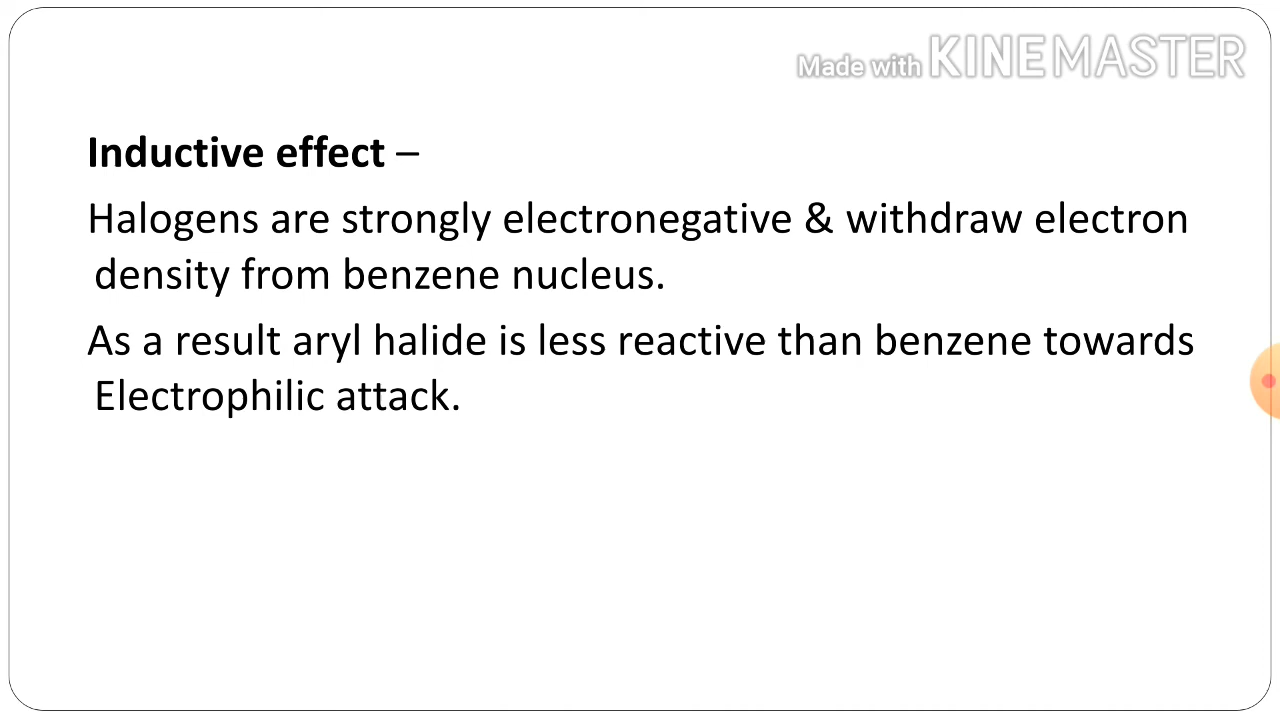 Made with KINEMASTER
Inductive effect –
Halogens are strongly electronegative & withdraw electron
density from benzene nucleus.
As a result aryl halide is less reactive than benzene towards
Electrophilic attack.